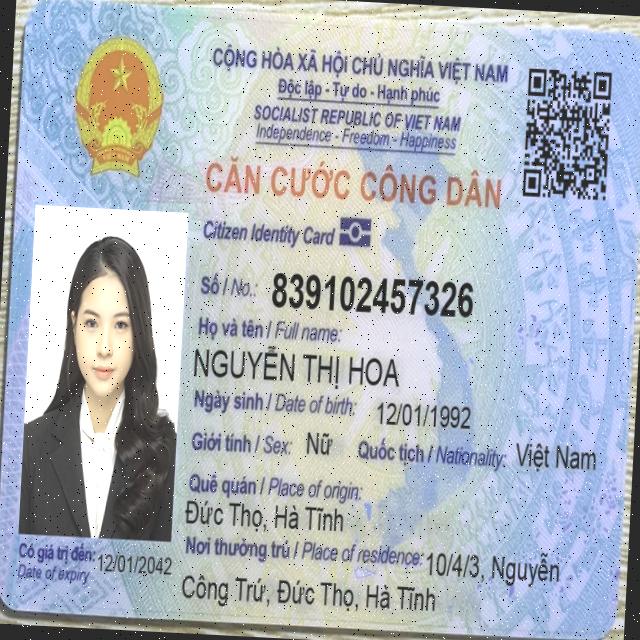 CỘNG HÒA XÃ HỘI CHỦ NGHĨA VIỆT NAM
Độc lập - Tự do - Hạnh phúc
SOCIALIST REPUBLIC OF VIET NAM
Independence - Freedom - Happiness
CĂN CƯỚC CÔNG DÂN
Citizen Identity Card
Số / No.: 839102457326
Họ và tên / Full name:
NGUYỄN THỊ HOA
Ngày sinh / Date of birth: 12/01/1992
Giới tính / Sex: Nữ Quốc tịch / Nationality: Việt Nam
Quê quán / Place of origin:
Đức Thọ, Hà Tĩnh
Nơi thường trú / Place of residence: 10/4/3, Nguyễn
Công Trứ, Đức Thọ, Hà Tĩnh
Có giá trị đến: 12/01/2042
Date of expiry